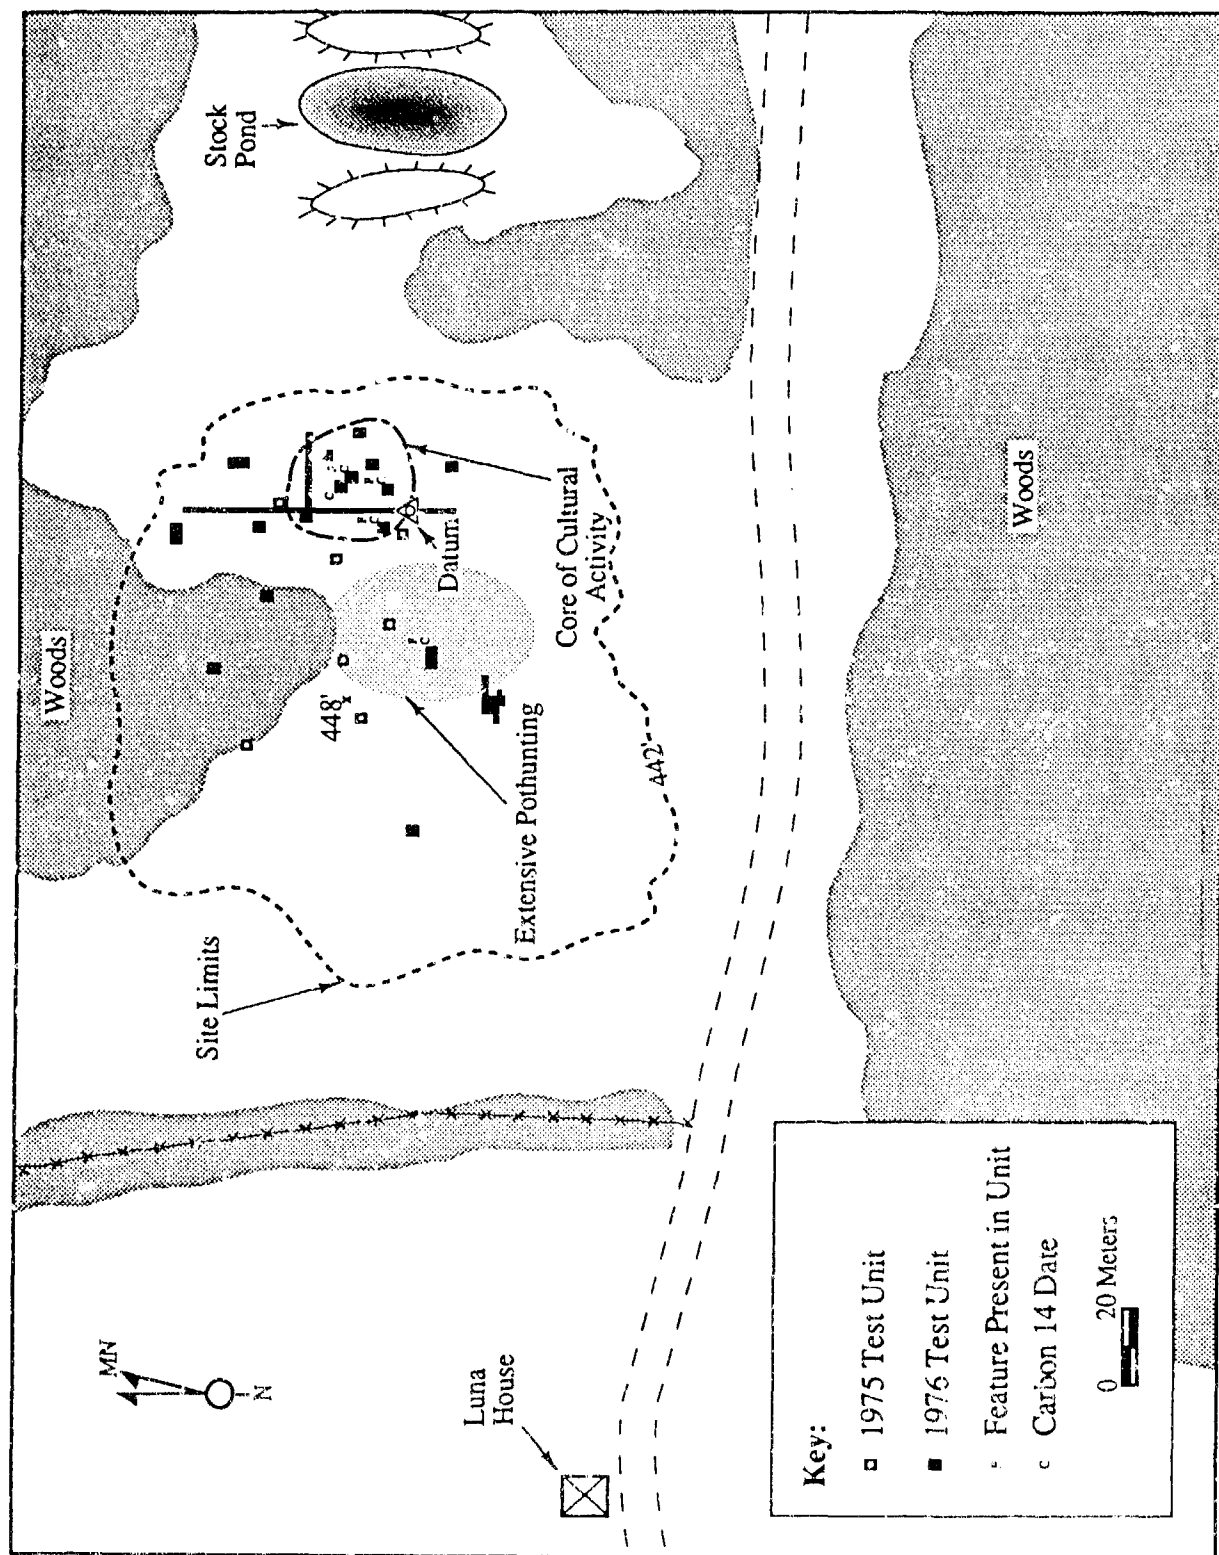 Stock
Pond
Woods
448'
Datum
Core of Cultural
Activity
Woods
Extensive Pothunting
442'
Site Limits
MN
N
Luna
House
Key:
1975 Test Unit
1976 Test Unit
F Feature Present in Unit
C Carbon 14 Date
0 20 Meters
F
C
F
C
C
F
C